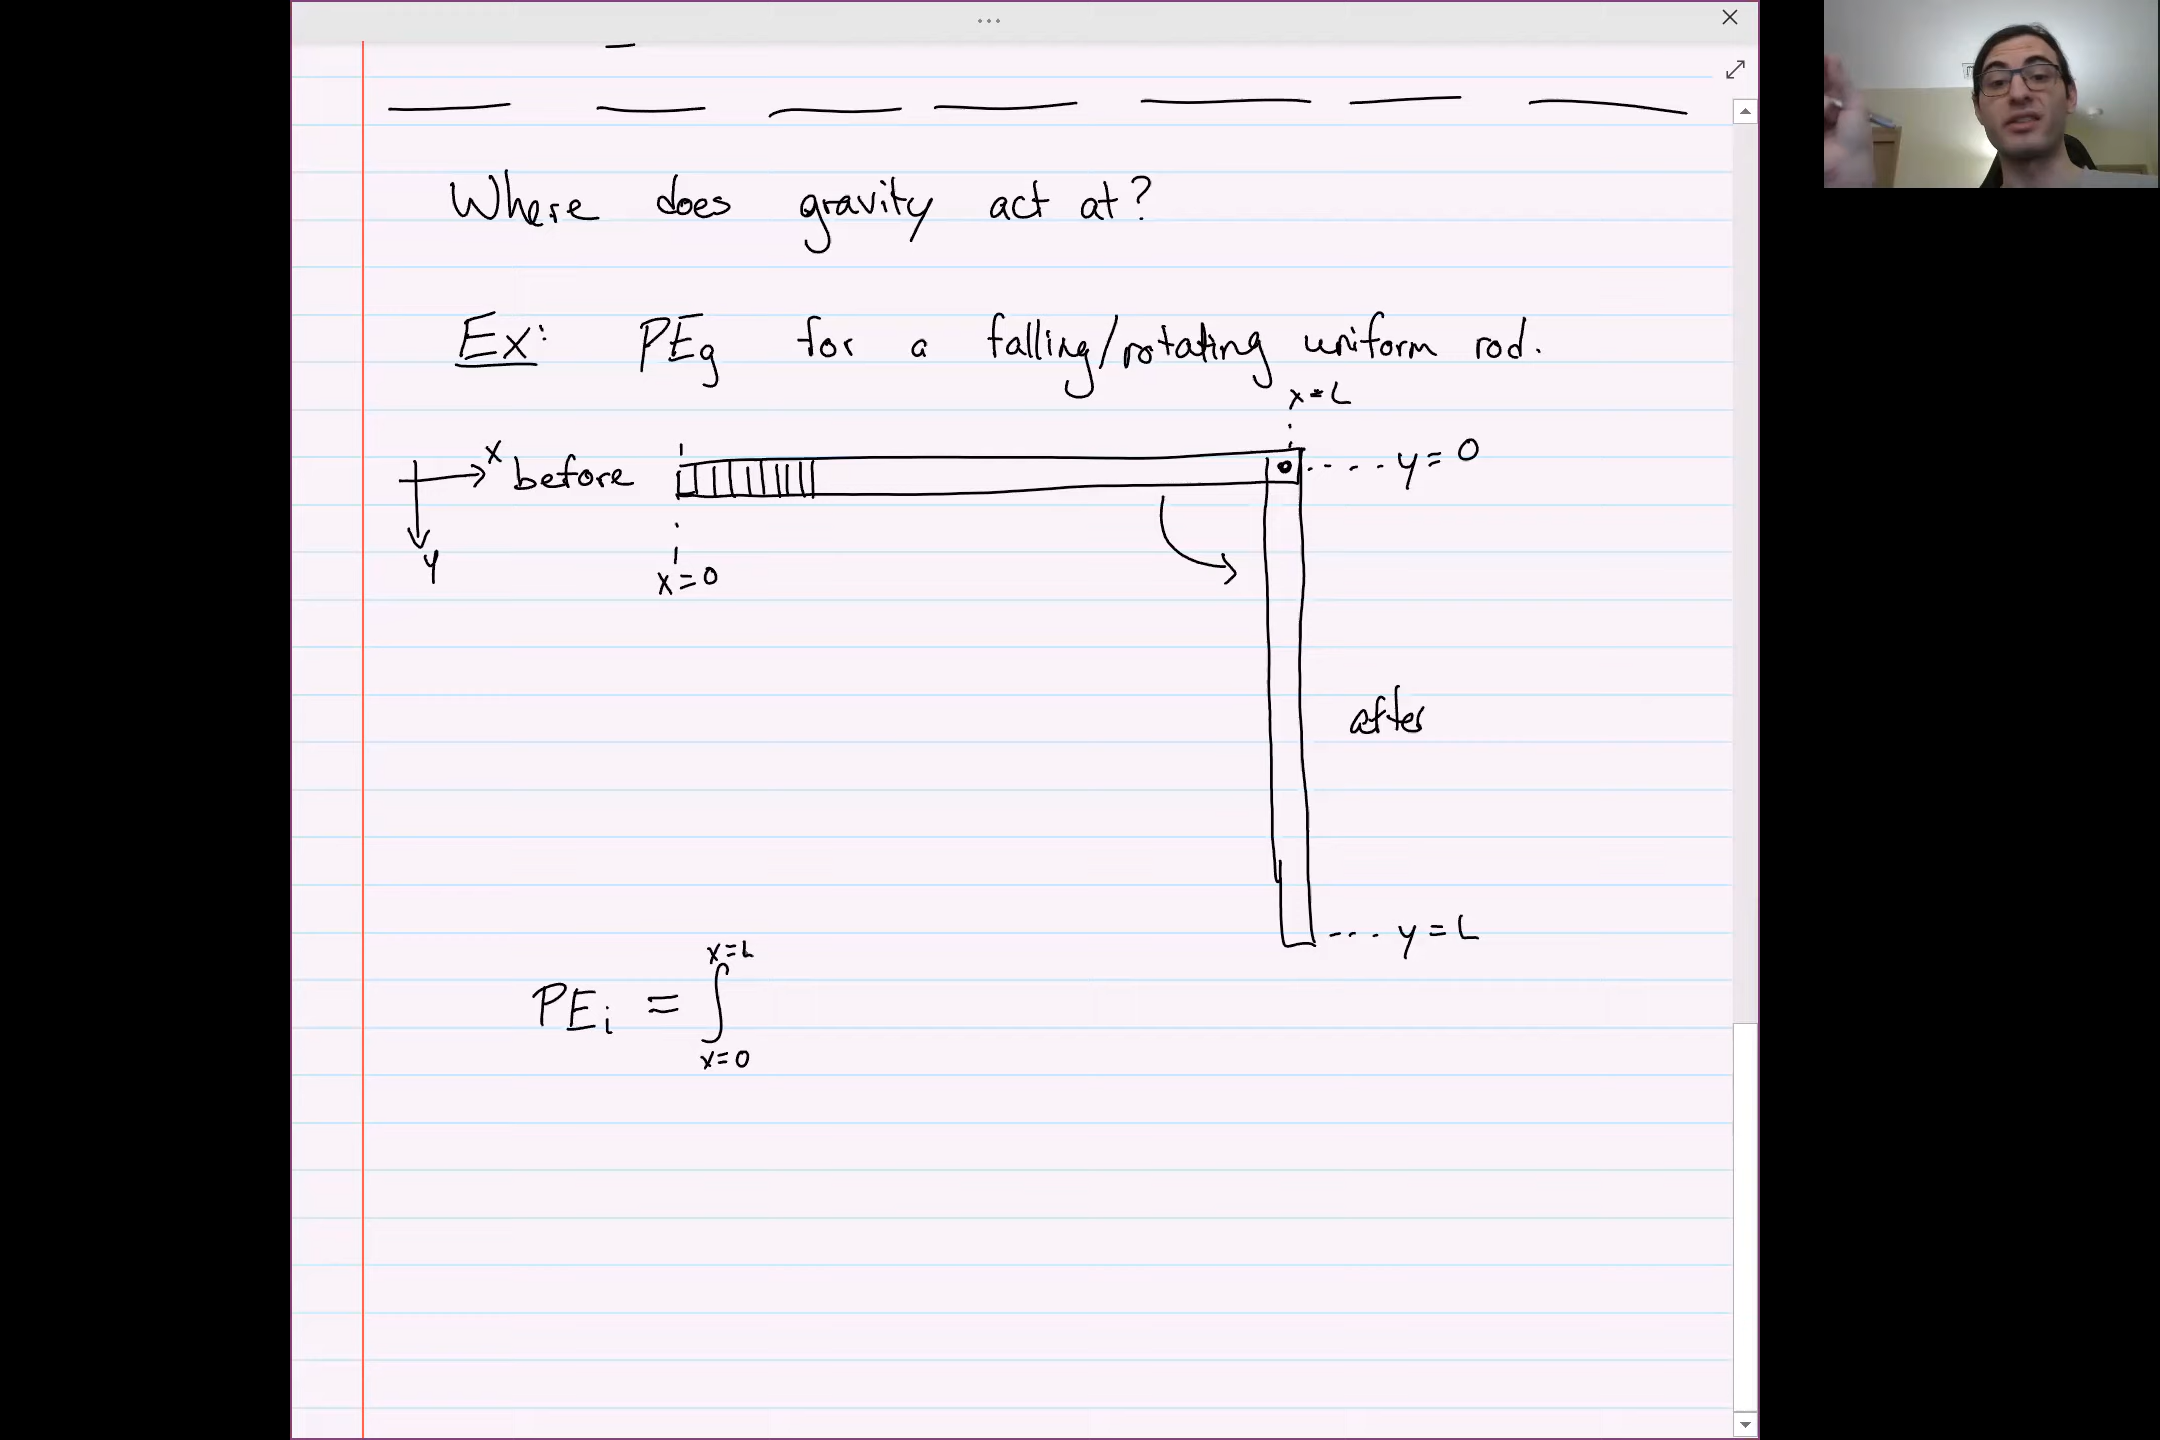 Where does gravity act at?
Ex: PEg for a falling/rotating uniform rod.
x = L
x before
y = 0
y
x = 0
after
y = L
x=L
PEi = ∫
x=0